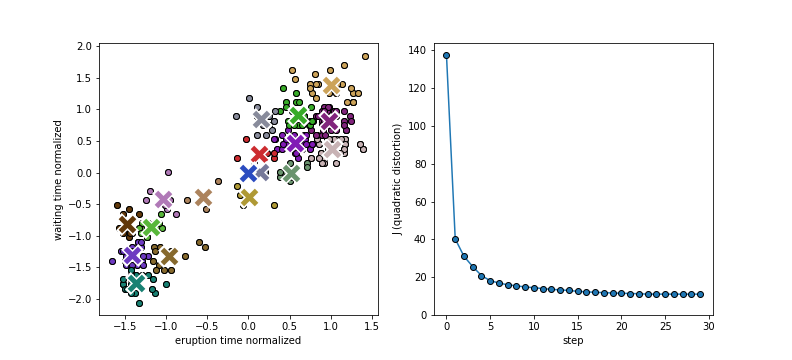 2.0
1.5
1.0
0.5
0.0
−0.5
−1.0
−1.5
−2.0
waiting time normalized
−1.5 −1.0 −0.5 0.0 0.5 1.0 1.5
eruption time normalized
140
120
100
80
60
40
20
0
J (quadratic distortion)
0 5 10 15 20 25 30
step